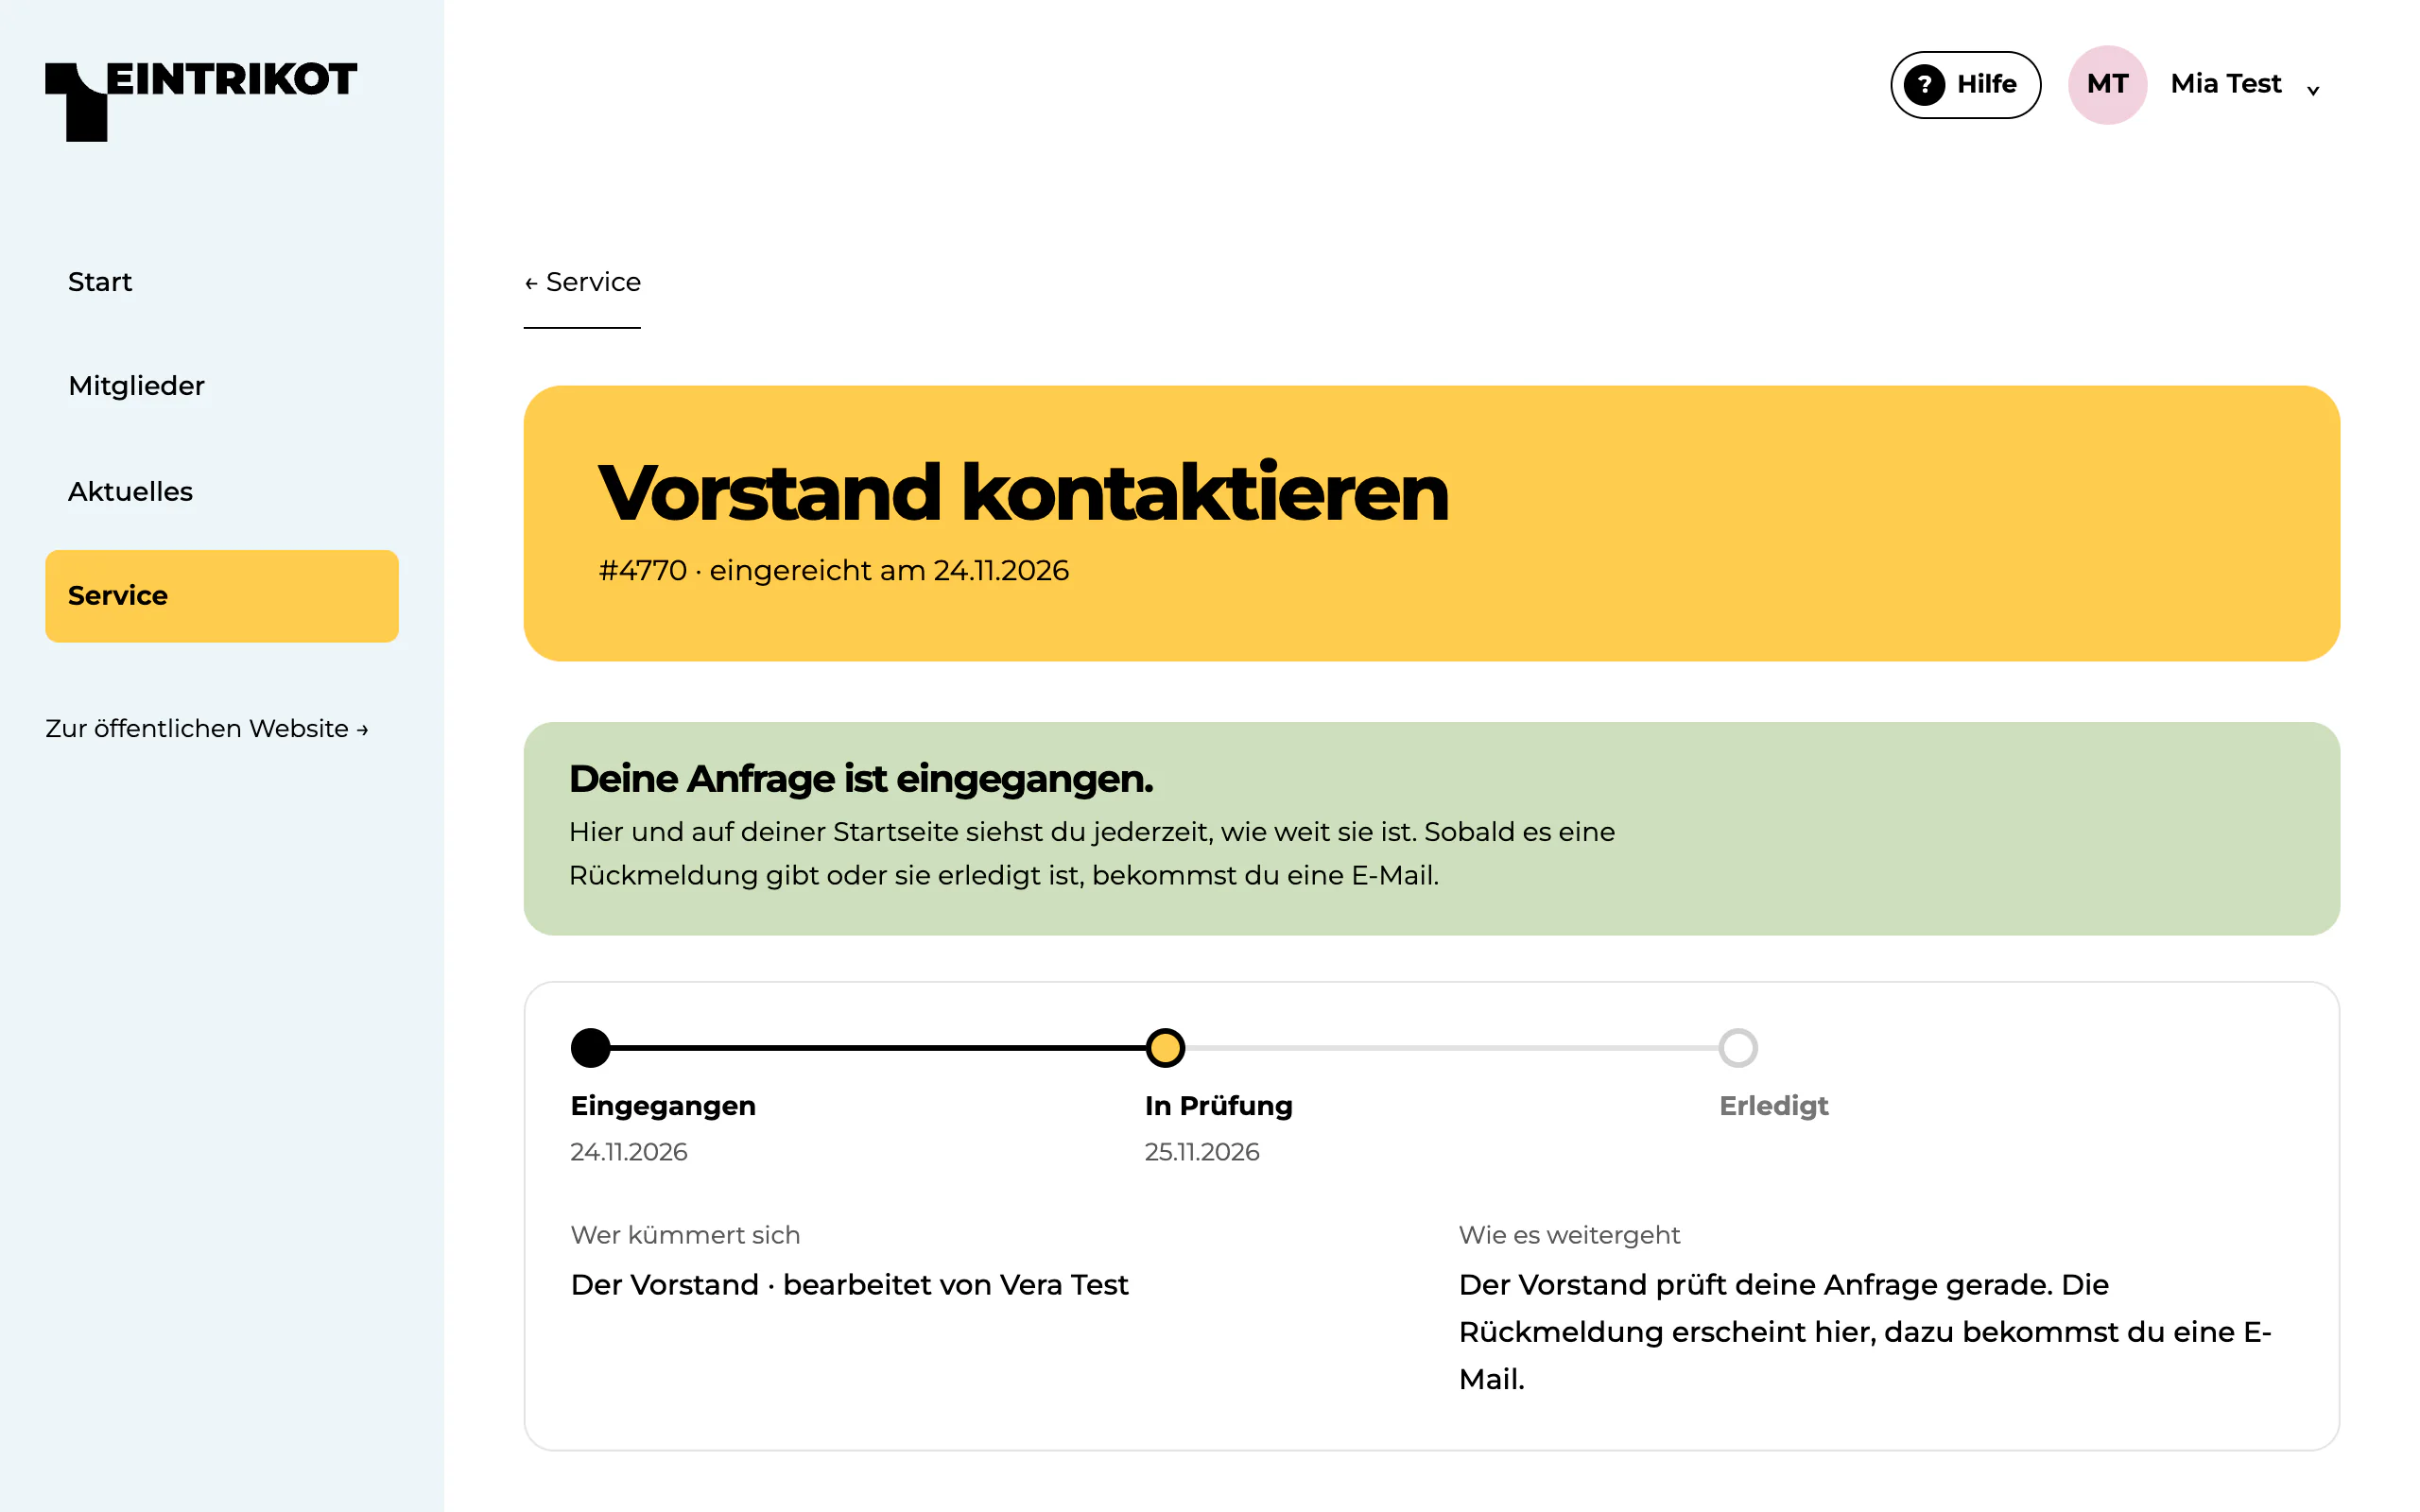 EINTRIKOT
? Hilfe
MT
Mia Test
Start
Mitglieder
Aktuelles
Service
Zur öffentlichen Website →
← Service
Vorstand kontaktieren
#4770 · eingereicht am 24.11.2026
Deine Anfrage ist eingegangen.
Hier und auf deiner Startseite siehst du jederzeit, wie weit sie ist. Sobald es eine
Rückmeldung gibt oder sie erledigt ist, bekommst du eine E-Mail.
Eingegangen
24.11.2026
In Prüfung
25.11.2026
Erledigt
Wer kümmert sich
Der Vorstand · bearbeitet von Vera Test
Wie es weitergeht
Der Vorstand prüft deine Anfrage gerade. Die
Rückmeldung erscheint hier, dazu bekommst du eine E-
Mail.